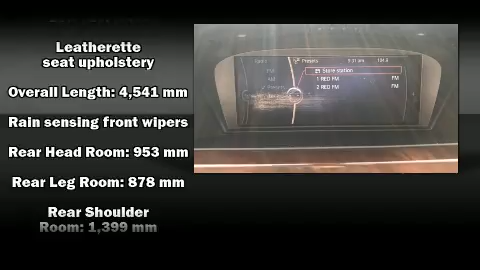 Leatherette
seat upholstery
Overall Length: 4,541 mm
Rain sensing front wipers
Rear Head Room: 953 mm
Rear Leg Room: 878 mm
Rear Shoulder
Room: 1,399 mm
Presets
Store station
1 RED FM FM
2 RED FM FM